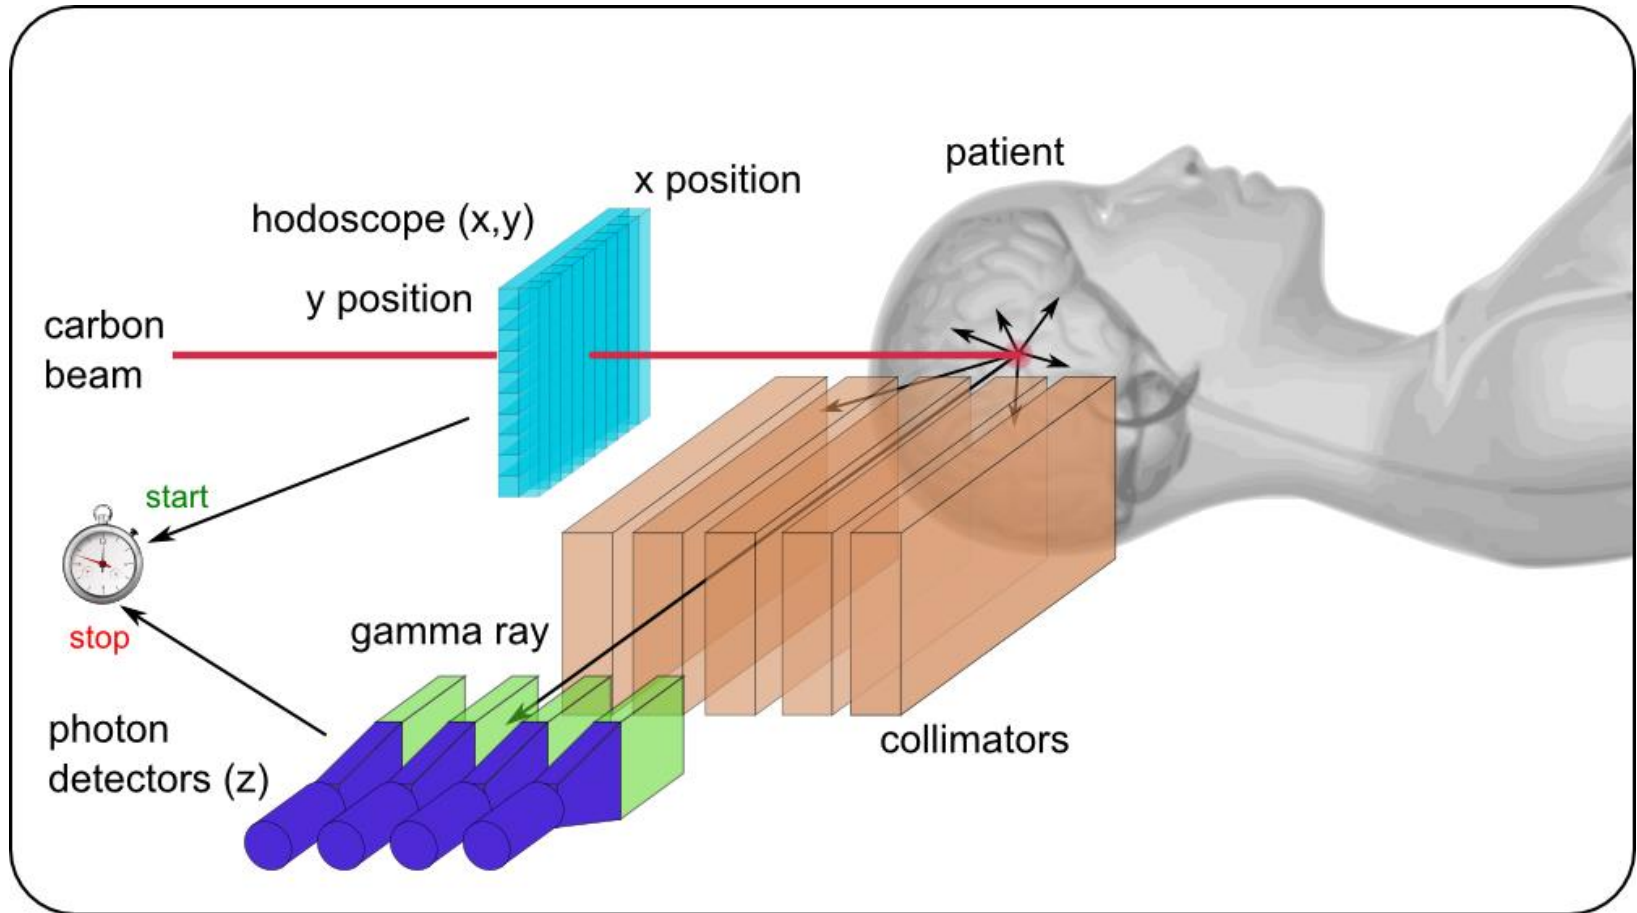 patient
x position
hodoscope (x,y)
y position
carbon
beam
start
stop
gamma ray
photon
detectors (z)
collimators